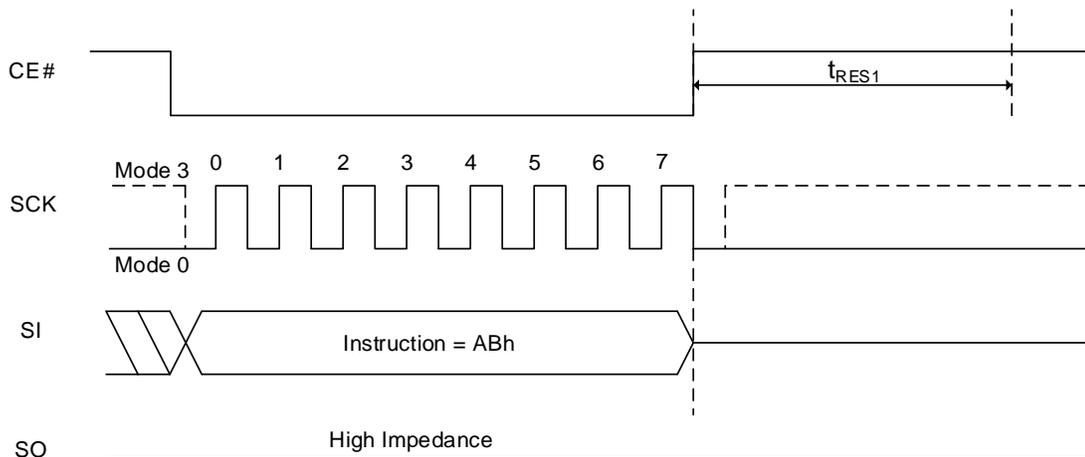 CE#
tRES1
Mode 3
0 1 2 3 4 5 6 7
SCK
Mode 0
SI
Instruction = ABh
High Impedance
SO